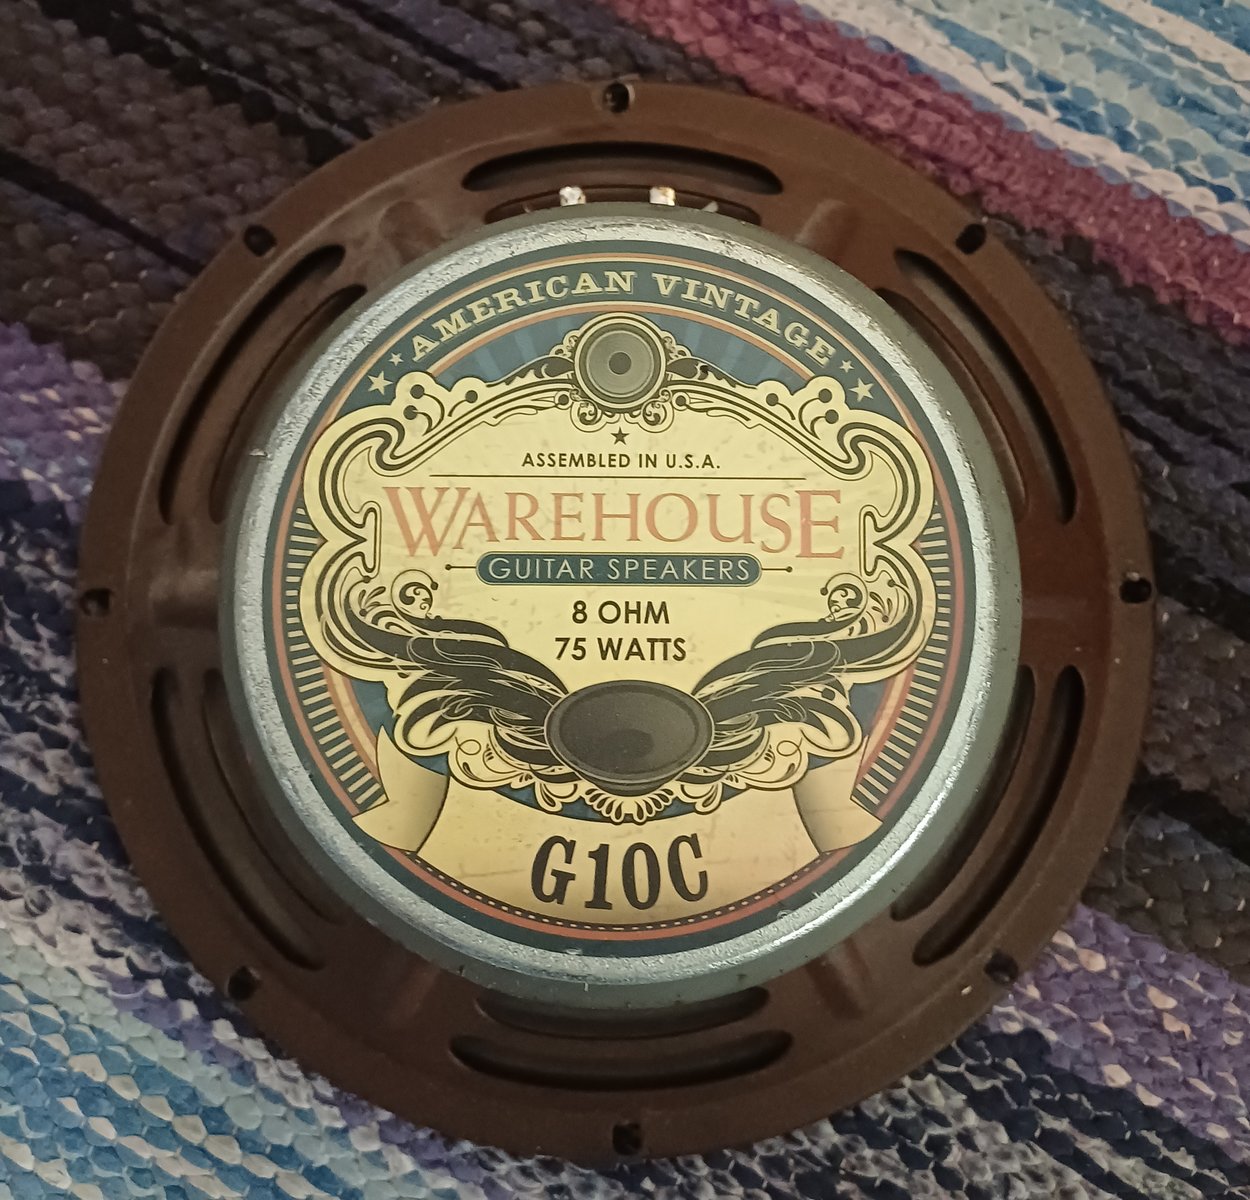 AMERICAN VINTAGE
ASSEMBLED IN U.S.A.
WAREHOUSE
GUITAR SPEAKERS
8 OHM
75 WATTS
G10C